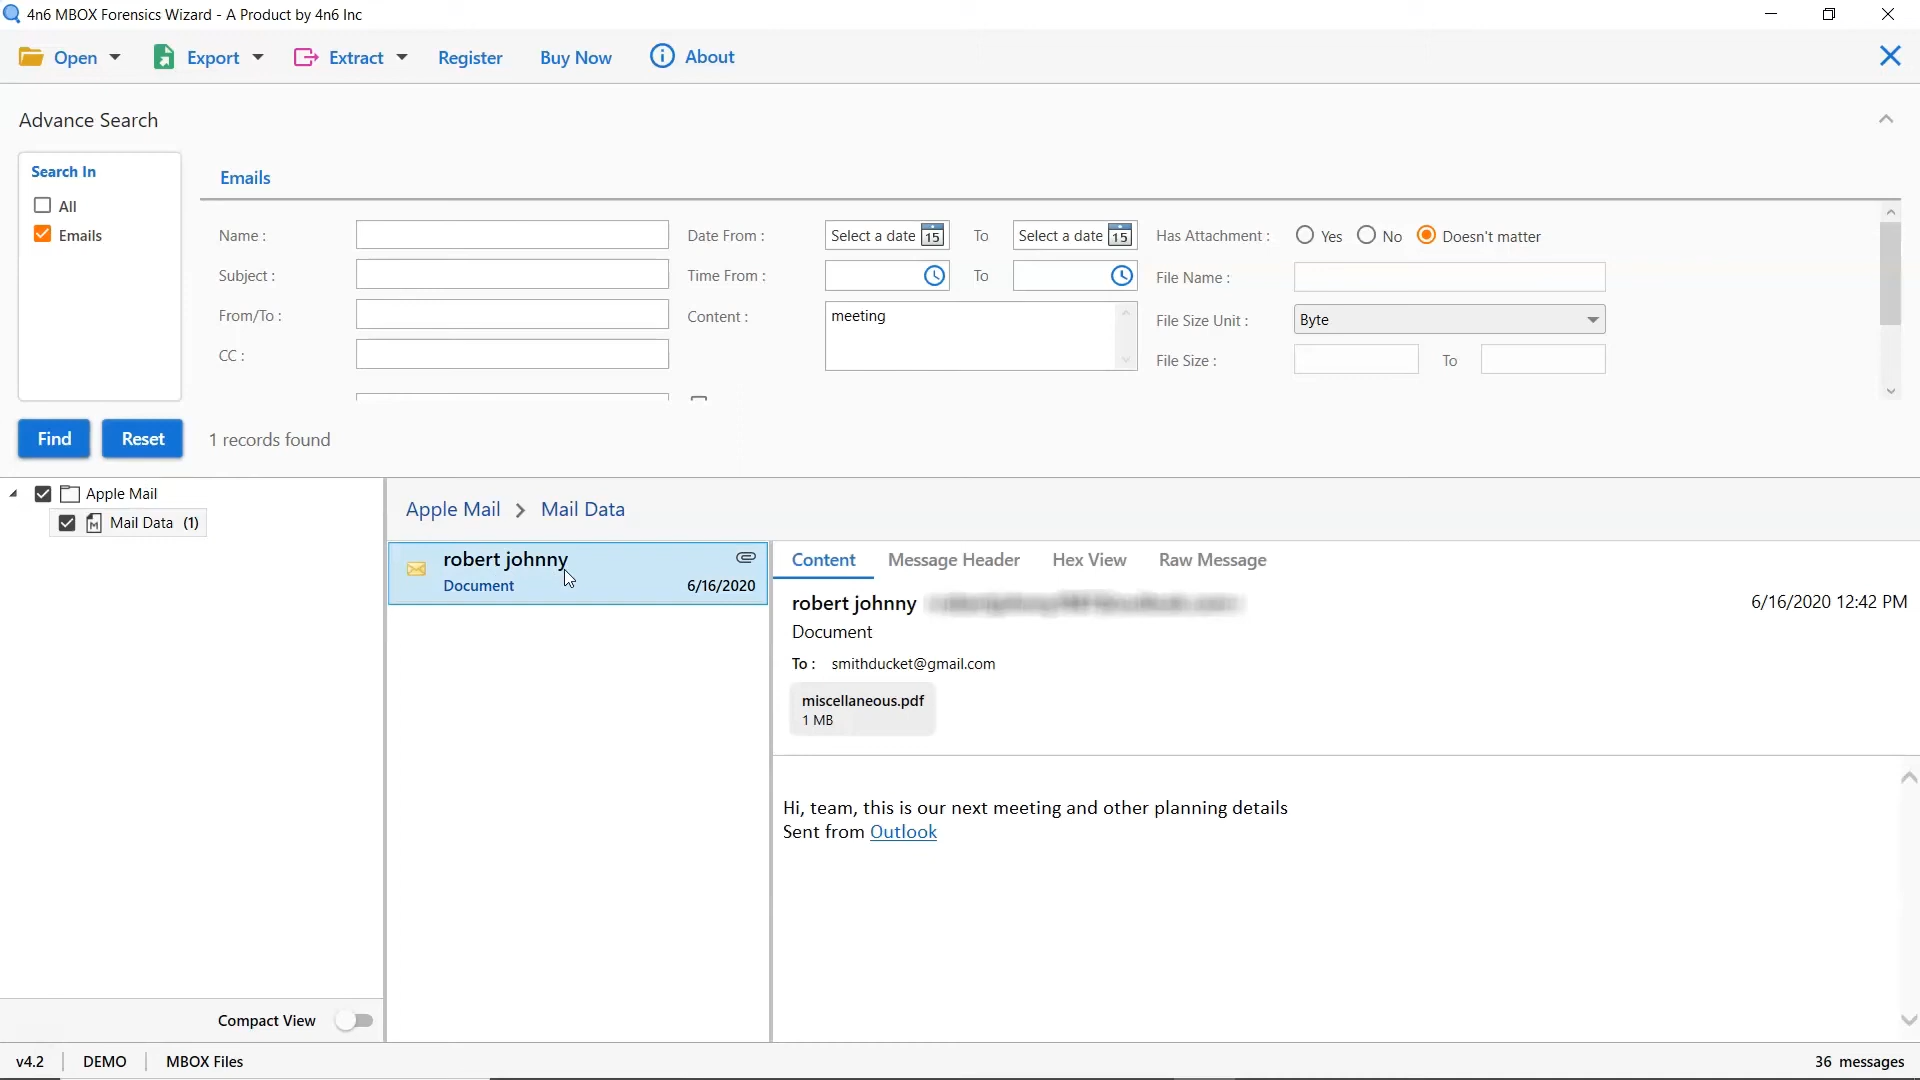 4n6 MBOX Forensics Wizard - A Product by 4n6 Inc
Open Export Extract Register Buy Now About
Advance Search
Search In
All
Emails
Emails
Name :
Subject :
From/To :
CC :
Date From : Select a date 15 To Select a date 15
Time From : To
Content : meeting
Has Attachment : Yes No Doesn't matter
File Name :
File Size Unit : Byte
File Size : To
Find Reset 1 records found
Apple Mail
Mail Data (1)
Apple Mail > Mail Data
robert johnny
Document 6/16/2020
Content Message Header Hex View Raw Message
robert johnny 6/16/2020 12:42 PM
Document
To : smithducket@gmail.com
miscellaneous.pdf
1 MB
Hi, team, this is our next meeting and other planning details
Sent from Outlook
Compact View
v4.2 DEMO MBOX Files 36 messages